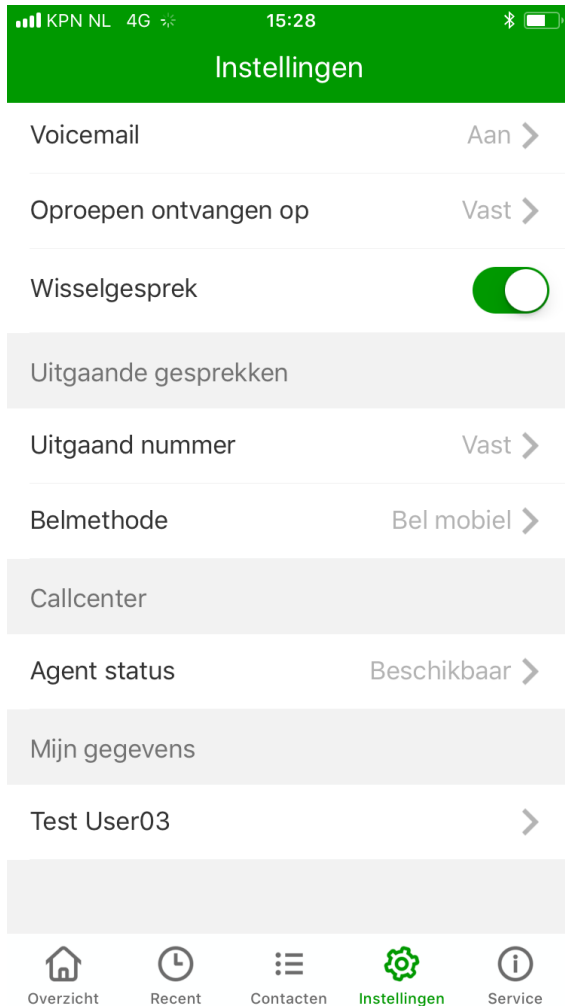 KPN NL 4G 15:28
Instellingen
Voicemail Aan
Oproepen ontvangen op Vast
Wisselgesprek
Uitgaande gesprekken
Uitgaand nummer Vast
Belmethode Bel mobiel
Callcenter
Agent status Beschikbaar
Mijn gegevens
Test User03
Overzicht Recent Contacten Instellingen Service